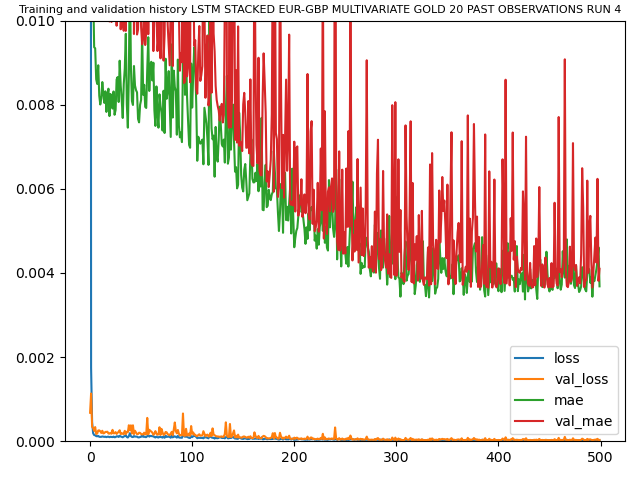 Training and validation history LSTM STACKED EUR-GBP MULTIVARIATE GOLD 20 PAST OBSERVATIONS RUN 4
0.010
0.008
0.006
0.004
0.002
0.000
loss
val_loss
mae
val_mae
0 100 200 300 400 500